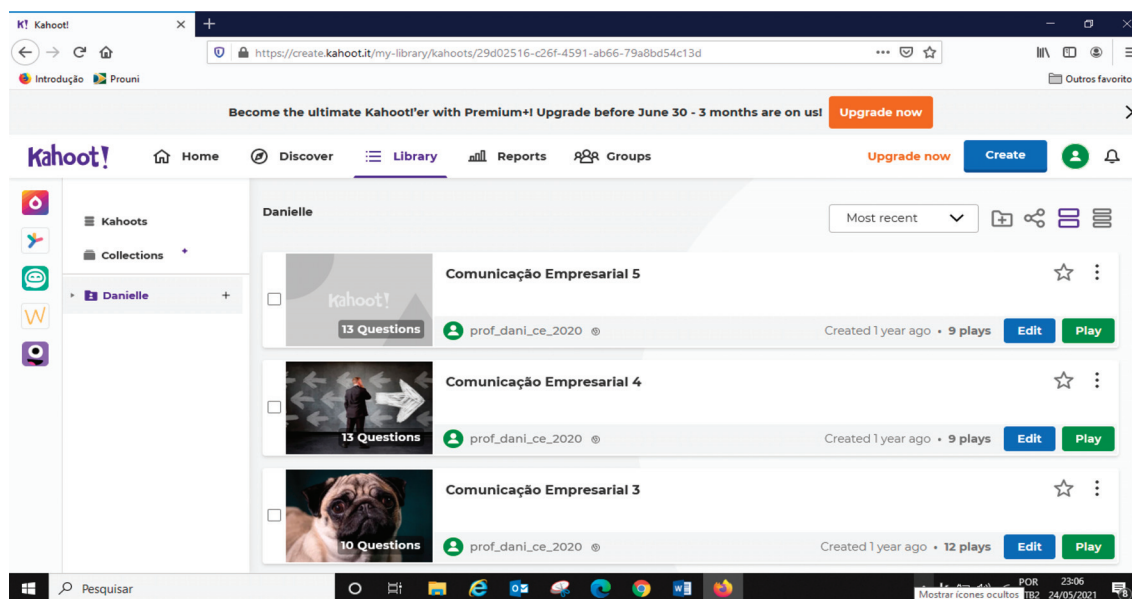 K! Kahoot!
https://create.kahoot.it/my-library/kahoots/29d02516-c26f-4591-ab66-79a8bd54c13d
Introdução Prouni Outros favorito
Become the ultimate Kahoot!'er with Premium+! Upgrade before June 30 - 3 months are on us! Upgrade now
Kahoot! Home Discover Library Reports Groups Upgrade now Create
Kahoots
Collections
Danielle +
Danielle Most recent
Comunicação Empresarial 5
Kahoot!
13 Questions prof_dani_ce_2020 Created 1 year ago • 9 plays Edit Play
Comunicação Empresarial 4
13 Questions prof_dani_ce_2020 Created 1 year ago • 9 plays Edit Play
Comunicação Empresarial 3
10 Questions prof_dani_ce_2020 Created 1 year ago • 12 plays Edit Play
Pesquisar POR 23:06
Mostrar ícones ocultos TB2 24/05/2021 8